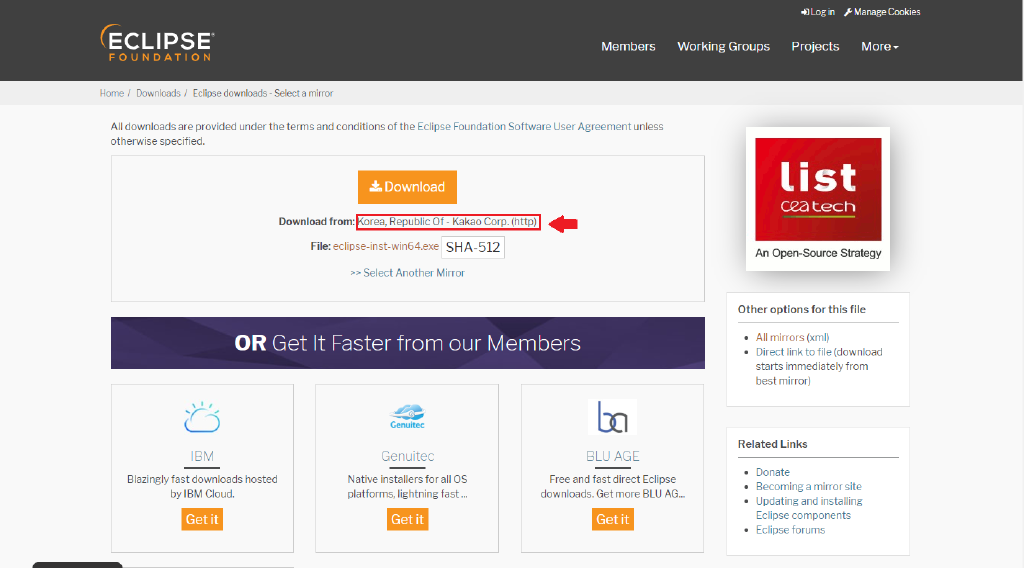 Log in Manage Cookies
ECLIPSE®
FOUNDATION
Members Working Groups Projects More
Home / Downloads / Eclipse downloads - Select a mirror
All downloads are provided under the terms and conditions of the Eclipse Foundation Software User Agreement unless
otherwise specified.
Download
Download from: Korea, Republic Of - Kakao Corp. (http)
File: eclipse-inst-win64.exe SHA-512
>> Select Another Mirror
OR Get It Faster from our Members
IBM
Blazingly fast downloads hosted
by IBM Cloud.
Get it
Genuitec
Genuitec
Native installers for all OS
platforms, lightning fast ...
Get it
ba
BLU AGE
Free and fast direct Eclipse
downloads. Get more BLU AG...
Get it
list
ceatech
An Open-Source Strategy
Other options for this file
All mirrors (xml)
Direct link to file (download
starts immediately from
best mirror)
Related Links
Donate
Becoming a mirror site
Updating and installing
Eclipse components
Eclipse forums